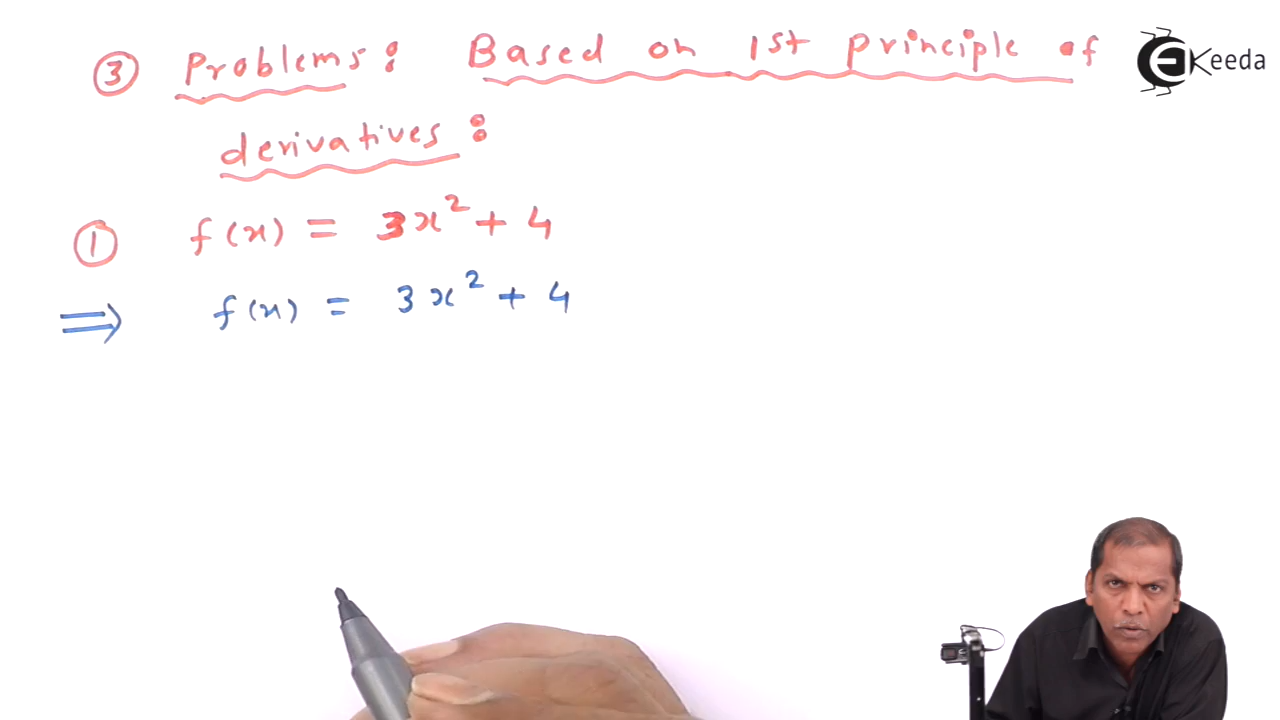 ③ Problems: Based on 1st principle of
EKeeda
derivatives:
① f(x) = 3x² + 4
⇒ f(x) = 3x² + 4